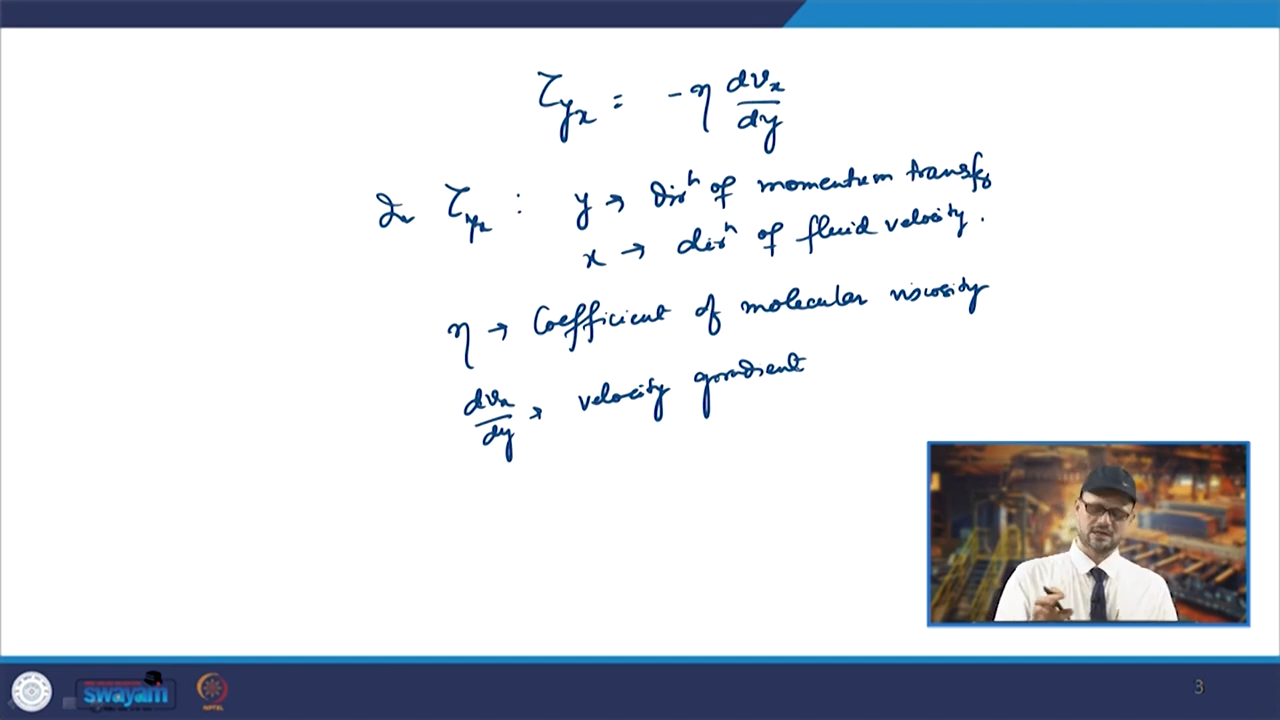 τyx = -η dvx/dy
In τyx : y → dirn of momentum transfer
x → dirn of fluid velocity.
η → Coefficient of molecular viscosity
dvx/dy → velocity gradient
swayam
NPTEL
3